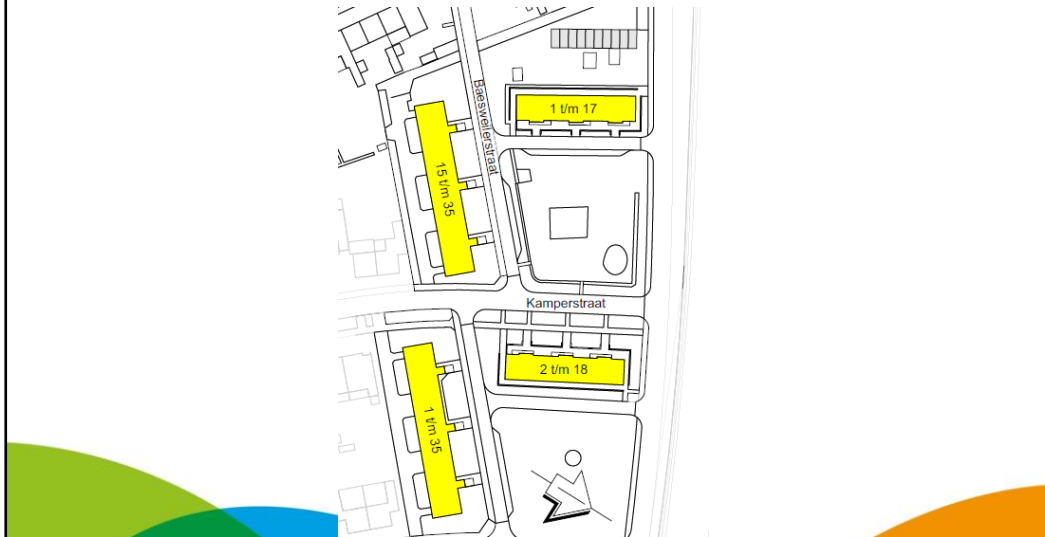 1 t/m 17
Baesweilerstraat
15 t/m 35
Kamperstraat
2 t/m 18
1 t/m 35